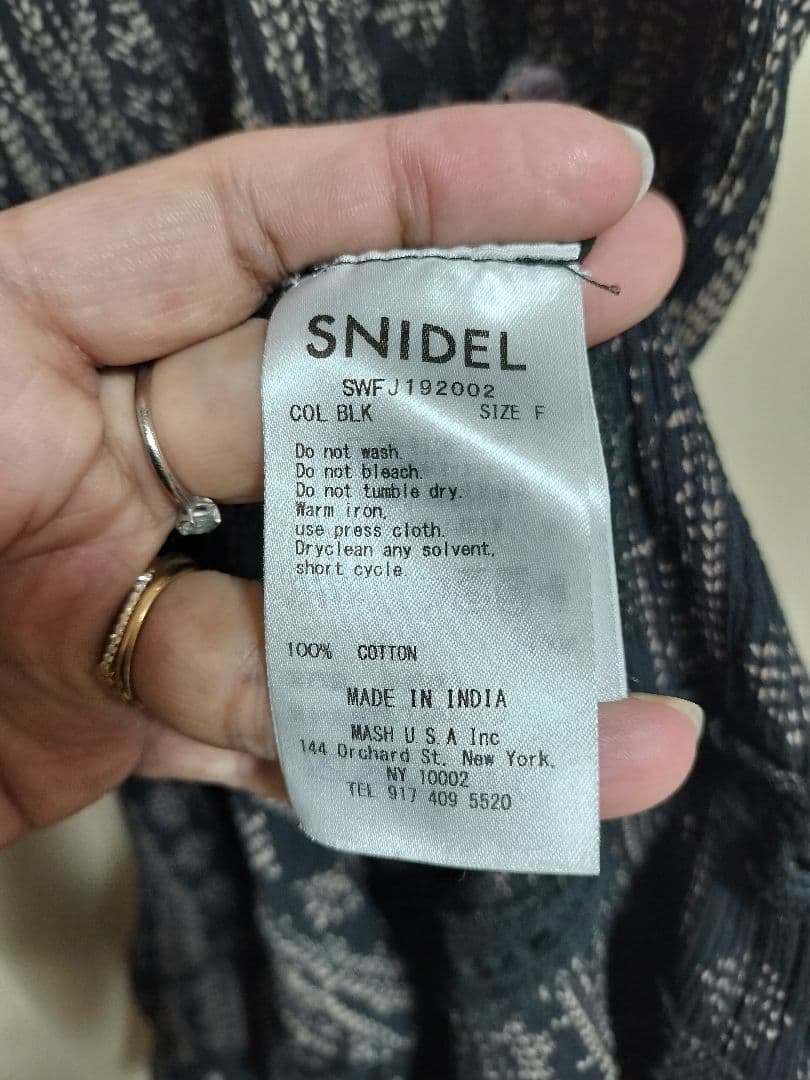 SNIDEL
SWFJ192002
COL BLK SIZE F
Do not wash.
Do not bleach.
Do not tumble dry.
Warm iron,
use press cloth.
Dryclean any solvent,
short cycle.
100% COTTON
MADE IN INDIA
MASH U S A Inc
144 Orchard St, New York,
NY 10002
TEL 917 409 5520